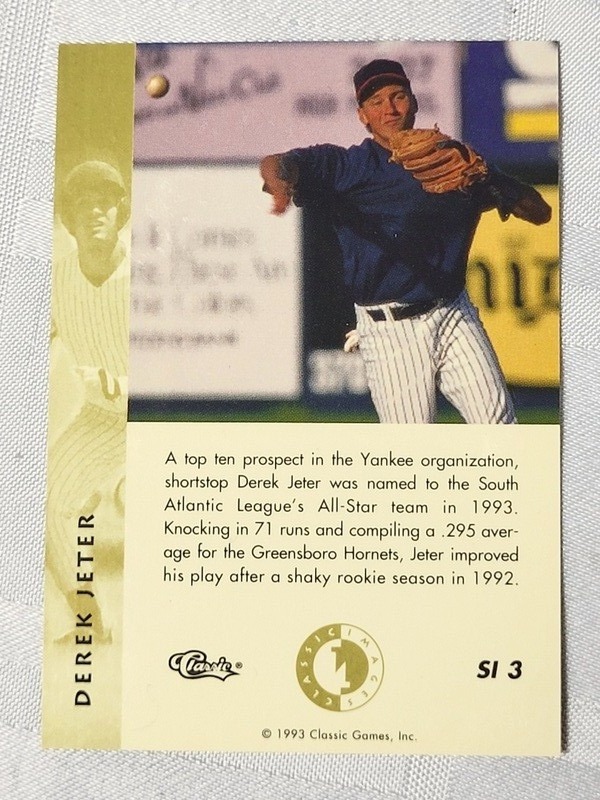 A top ten prospect in the Yankee organization,
shortstop Derek Jeter was named to the South
Atlantic League's All-Star team in 1993.
Knocking in 71 runs and compiling a .295 aver-
age for the Greensboro Hornets, Jeter improved
his play after a shaky rookie season in 1992.
DEREK JETER
Classic®
CLASSIC IMAGES
SI 3
© 1993 Classic Games, Inc.